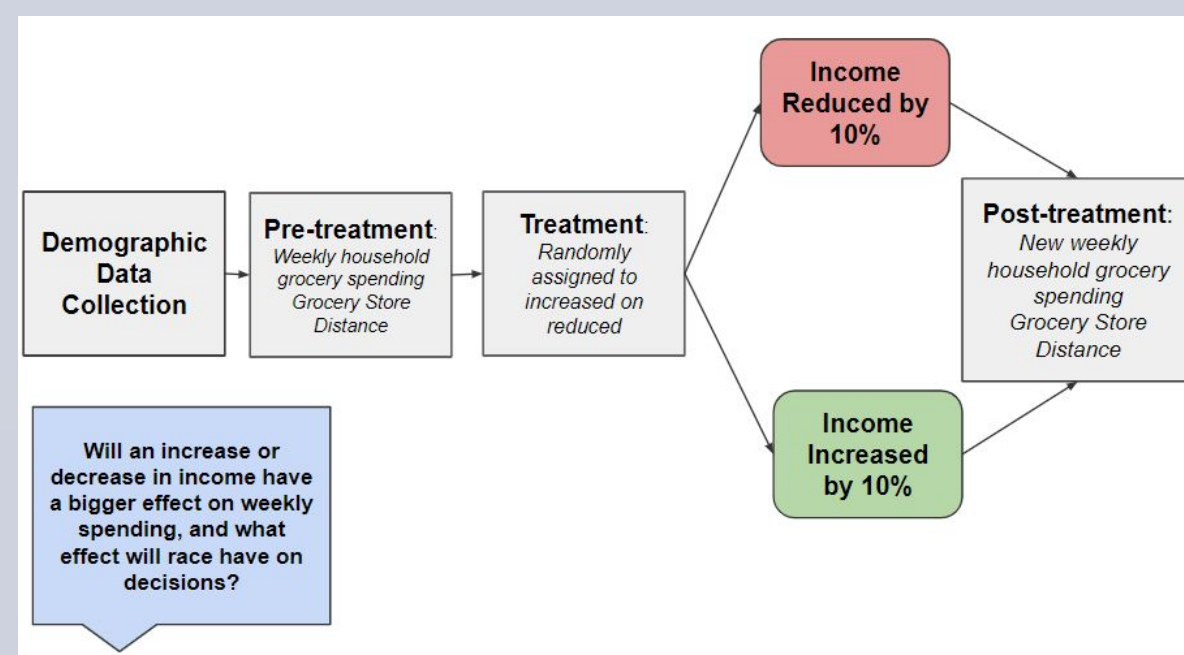 Demographic
Data
Collection
Pre-treatment:
Weekly household
grocery spending
Grocery Store
Distance
Treatment:
Randomly
assigned to
increased on
reduced
Income
Reduced by
10%
Income
Increased
by 10%
Post-treatment:
New weekly
household grocery
spending
Grocery Store
Distance
Will an increase or
decrease in income have
a bigger effect on weekly
spending, and what
effect will race have on
decisions?